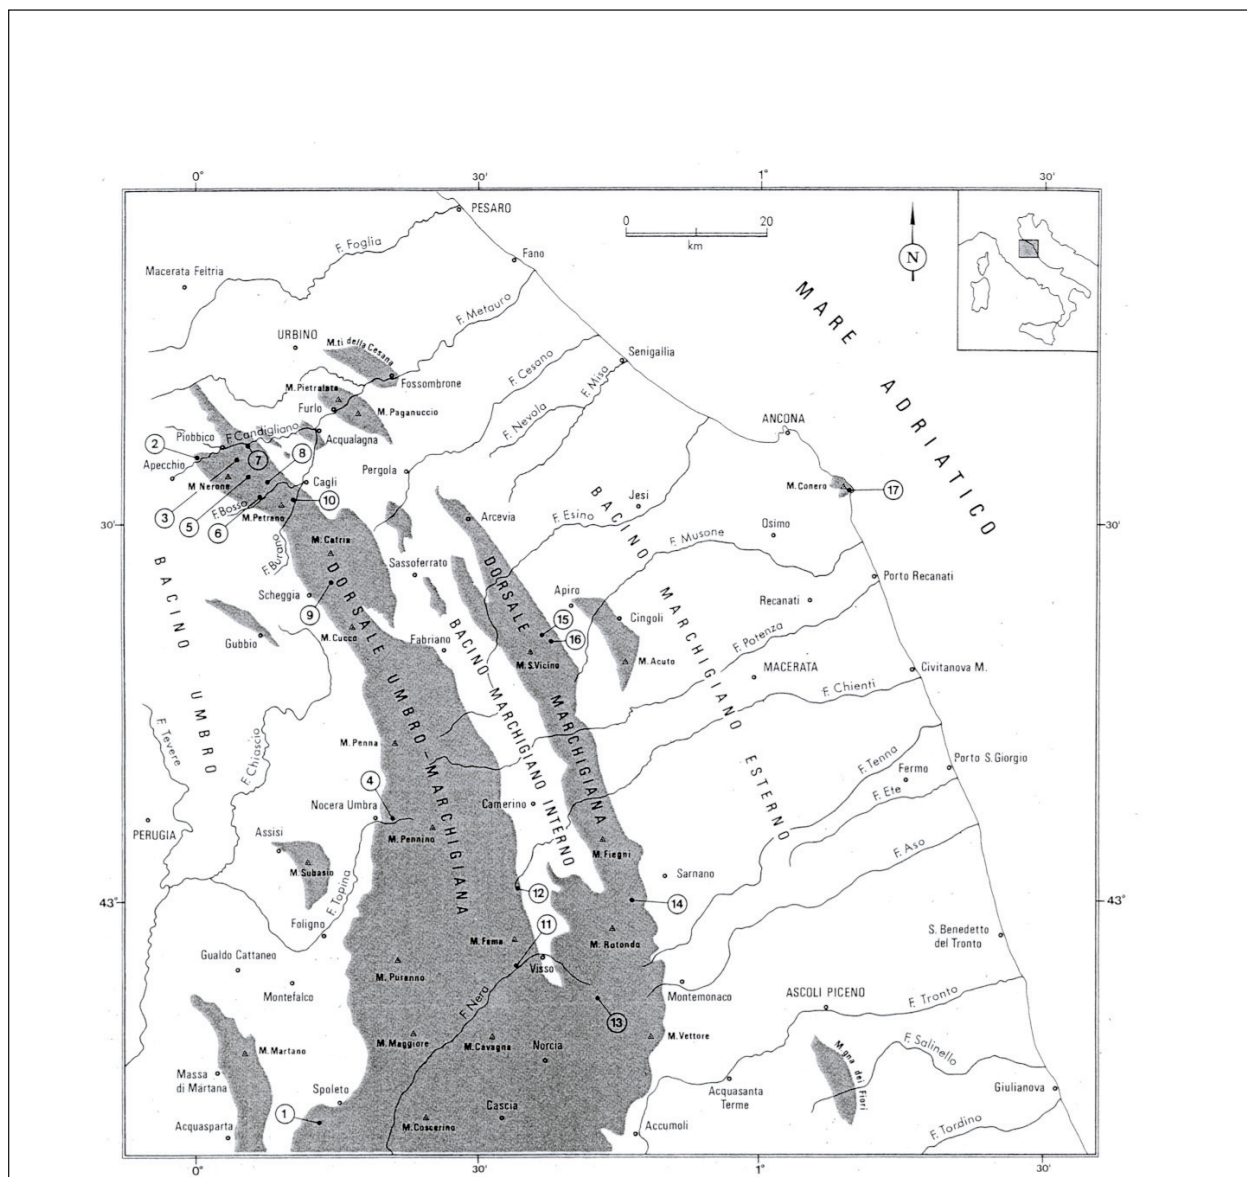 0°
30'
1°
30'
PESARO
0
20
km
N
F. Foglia
Fano
Macerata Feltria
F. Metauro
MARE ADRIATICO
URBINO
M.ti della Cesana
Senigallia
F. Cesano
F. Misa
Fossombrone
M. Pietralata
Furlo
M. Paganuccio
F. Nevola
ANCONA
Piobbico
F. Candigliano
Acqualagna
2
8
7
Apecchio
Pergola
M. Nerone
Cagli
M. Conero
17
3
5
6
10
F. Bosso
M. Petrano
Jesi
F. Esino
Arcevia
Osimo
30'
30'
F. Burano
M. Catria
F. Musone
Sassoferrato
Porto Recanati
Scheggia
9
Apiro
Recanati
Cingoli
15
16
Gubbio
M. Cucco
Fabriano
F. Potenza
M. S.Vicino
M. Acuto
MACERATA
Civitanova M.
F. Chienti
BACINO UMBRO
DORSALE UMBRO-MARCHIGIANA
BACINO MARCHIGIANO INTERNO
DORSALE MARCHIGIANA
BACINO MARCHIGIANO ESTERNO
F. Tevere
F. Chiascio
M. Penna
F. Tenna
Porto S. Giorgio
Fermo
4
F. Ete
Nocera Umbra
Camerino
PERUGIA
M. Pennino
Assisi
M. Fiegni
F. Aso
M. Subasio
F. Topina
12
Sarnano
43°
14
43°
11
Foligno
M. Fema
M. Rotondo
S. Benedetto
del Tronto
Visso
Gualdo Cattaneo
M. Puranno
Montefalco
F. Nera
Montemonaco
ASCOLI PICENO
F. Tronto
13
M. Maggiore
M. Cavagna
M. Vettore
F. Salinello
M. Martano
Norcia
M.gna dei Fiori
Massa
di Martana
Acquasanta
Terme
Giulianova
Spoleto
1
Cascia
M. Coscerino
Acquasparta
Accumoli
F. Tordino
0°
30'
1°
30'